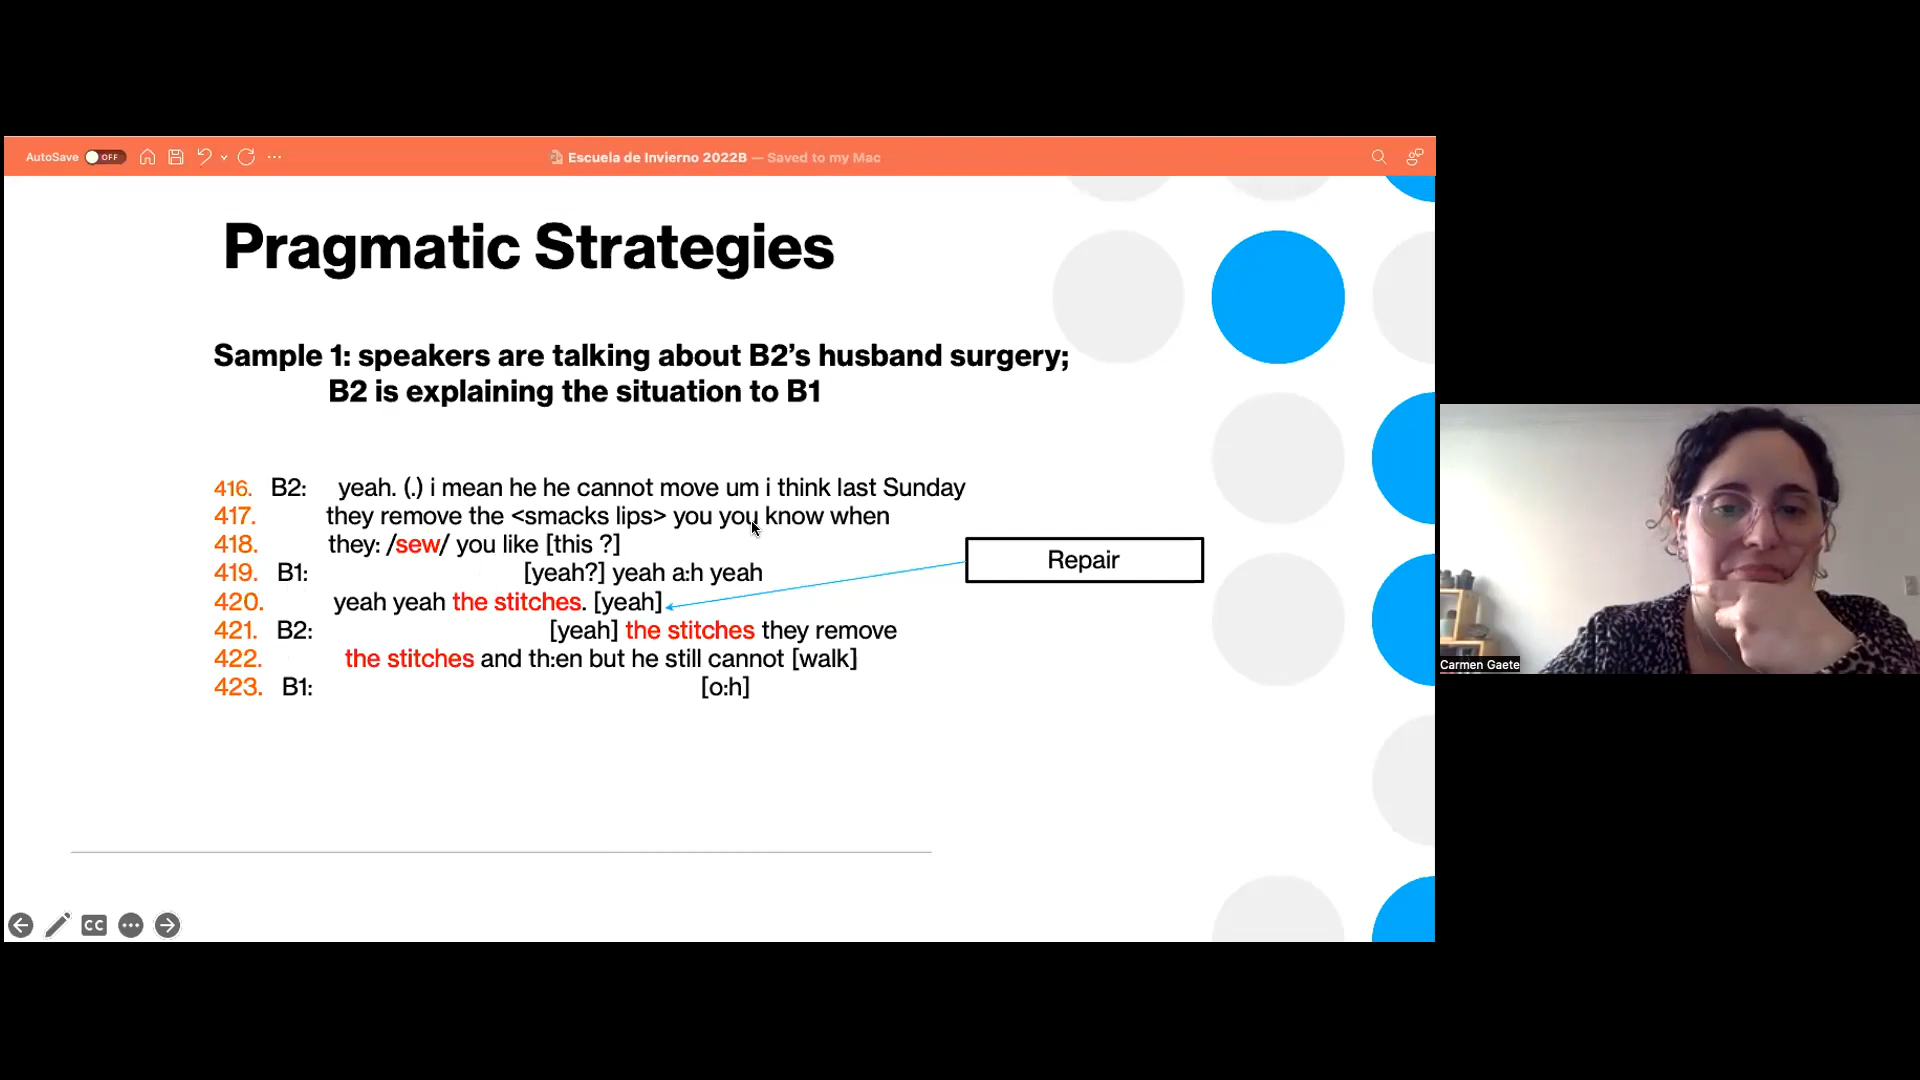 AutoSave OFF Escuela de Invierno 2022B — Saved to my Mac
Pragmatic Strategies
Sample 1: speakers are talking about B2’s husband surgery;
B2 is explaining the situation to B1
416. B2: yeah. (.) i mean he he cannot move um i think last Sunday
417. they remove the <smacks lips> you you know when
418. they: /sew/ you like [this ?]
Repair
419. B1: [yeah?] yeah a:h yeah
420. yeah yeah the stitches. [yeah]
421. B2: [yeah] the stitches they remove
422. the stitches and th:en but he still cannot [walk]
423. B1: [o:h]
CC
Carmen Gaete